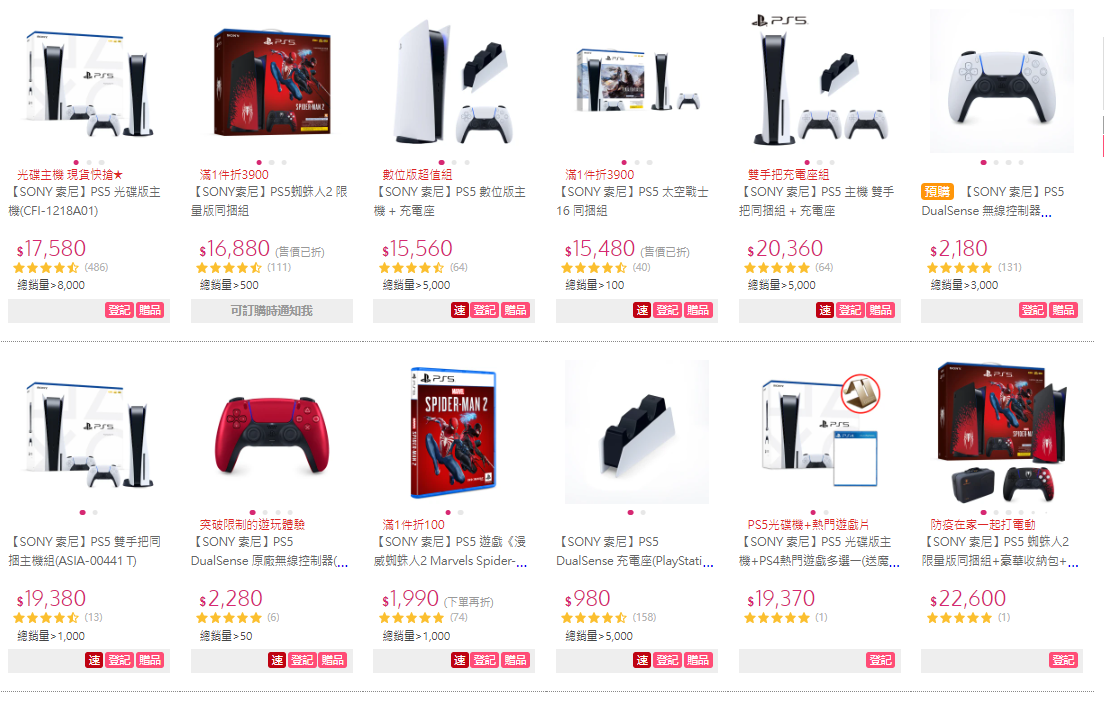 PS5
PS5
SPIDER-MAN 2
PS5
光碟主機 現貨快搶★
【SONY 索尼】PS5 光碟版主
機(CFI-1218A01)
$17,580
(486)
總銷量>8,000
登記 贈品
滿1件折3900
【SONY 索尼】PS5蜘蛛人2 限
量版同捆組
$16,880 (售價已折)
(111)
總銷量>500
可訂購時通知我
數位版超值組
【SONY 索尼】PS5 數位版主
機 + 充電座
$15,560
(64)
總銷量>5,000
速 登記 贈品
滿1件折3900
【SONY 索尼】PS5 太空戰士
16 同捆組
$15,480 (售價已折)
(40)
總銷量>100
速 登記 贈品
雙手把充電座組
【SONY 索尼】PS5 主機 雙手
把同捆組 + 充電座
$20,360
(64)
總銷量>5,000
速 登記 贈品
預購 【SONY 索尼】PS5
DualSense 無線控制器...
$2,180
(131)
總銷量>3,000
登記 贈品
PS5
PS5
MARVEL
SPIDER-MAN 2
PS5
PS4
PS5
【SONY 索尼】PS5 雙手把同
捆主機組(ASIA-00441 T)
$19,380
(13)
總銷量>1,000
速 登記 贈品
突破限制的遊玩體驗
【SONY 索尼】PS5
DualSense 原廠無線控制器(...
$2,280
(6)
總銷量>50
速 登記 贈品
滿1件折100
【SONY 索尼】PS5 遊戲《漫
威蜘蛛人2 Marvels Spider-...
$1,990 (下單再折)
(74)
總銷量>1,000
速 登記 贈品
【SONY 索尼】PS5
DualSense 充電座(PlayStati...
$980
(158)
總銷量>5,000
速 登記 贈品
PS5光碟機+熱門遊戲片
【SONY 索尼】PS5 光碟版主
機+PS4熱門遊戲多選一(送魔...
$19,370
(1)
登記
防疫在家一起打電動
【SONY 索尼】PS5 蜘蛛人2
限量版同捆組+豪華收納包+...
$22,600
(1)
登記